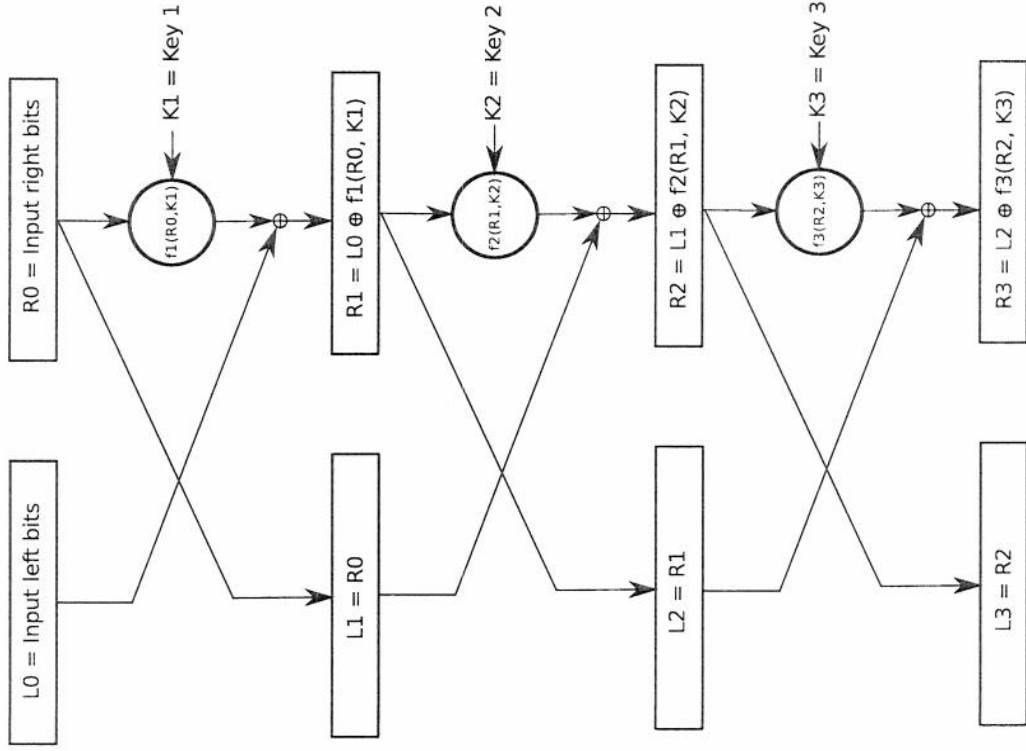 L0 = Input left bits
R0 = Input right bits
f1(R0,K1)
K1 = Key 1
⊕
L1 = R0
R1 = L0 ⊕ f1(R0, K1)
f2(R1,K2)
K2 = Key 2
⊕
L2 = R1
R2 = L1 ⊕ f2(R1, K2)
f3(R2,K3)
K3 = Key 3
⊕
L3 = R2
R3 = L2 ⊕ f3(R2, K3)